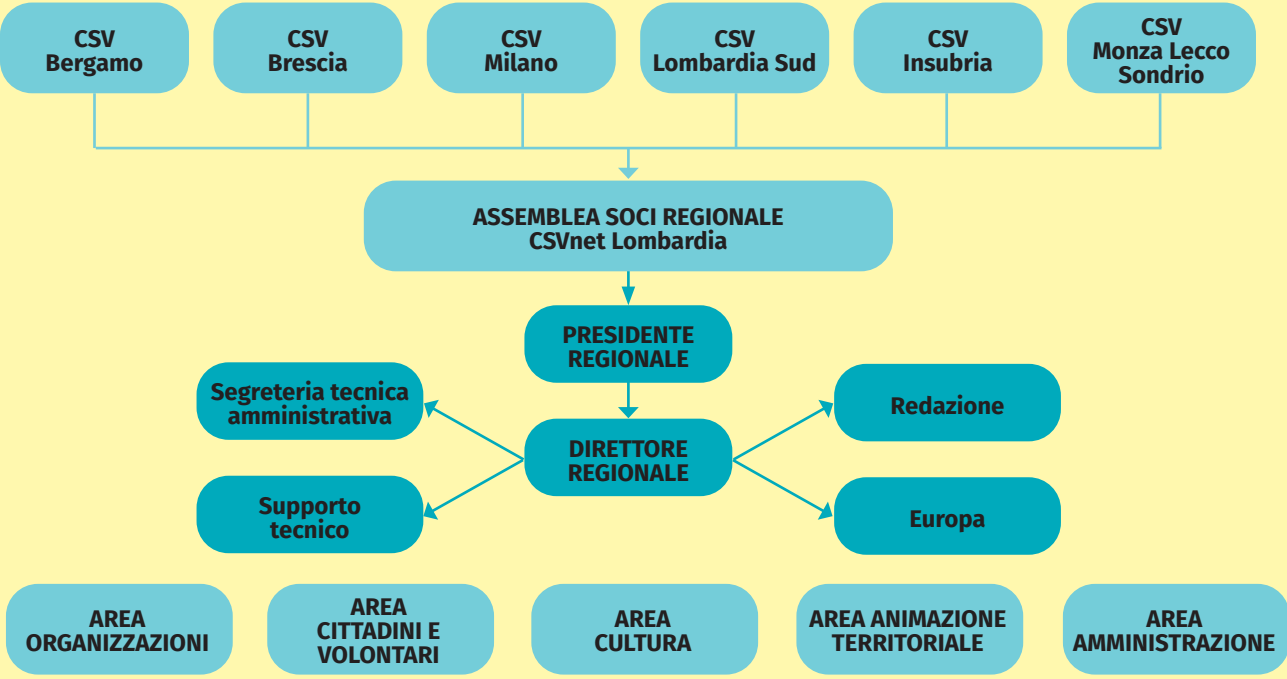 CSV
Bergamo
CSV
Brescia
CSV
Milano
CSV
Lombardia Sud
CSV
Insubria
CSV
Monza Lecco
Sondrio
ASSEMBLEA SOCI REGIONALE
CSVnet Lombardia
PRESIDENTE
REGIONALE
Segreteria tecnica
amministrativa
Redazione
DIRETTORE
REGIONALE
Supporto
tecnico
Europa
AREA
ORGANIZZAZIONI
AREA
CITTADINI E
VOLONTARI
AREA
CULTURA
AREA ANIMAZIONE
TERRITORIALE
AREA
AMMINISTRAZIONE